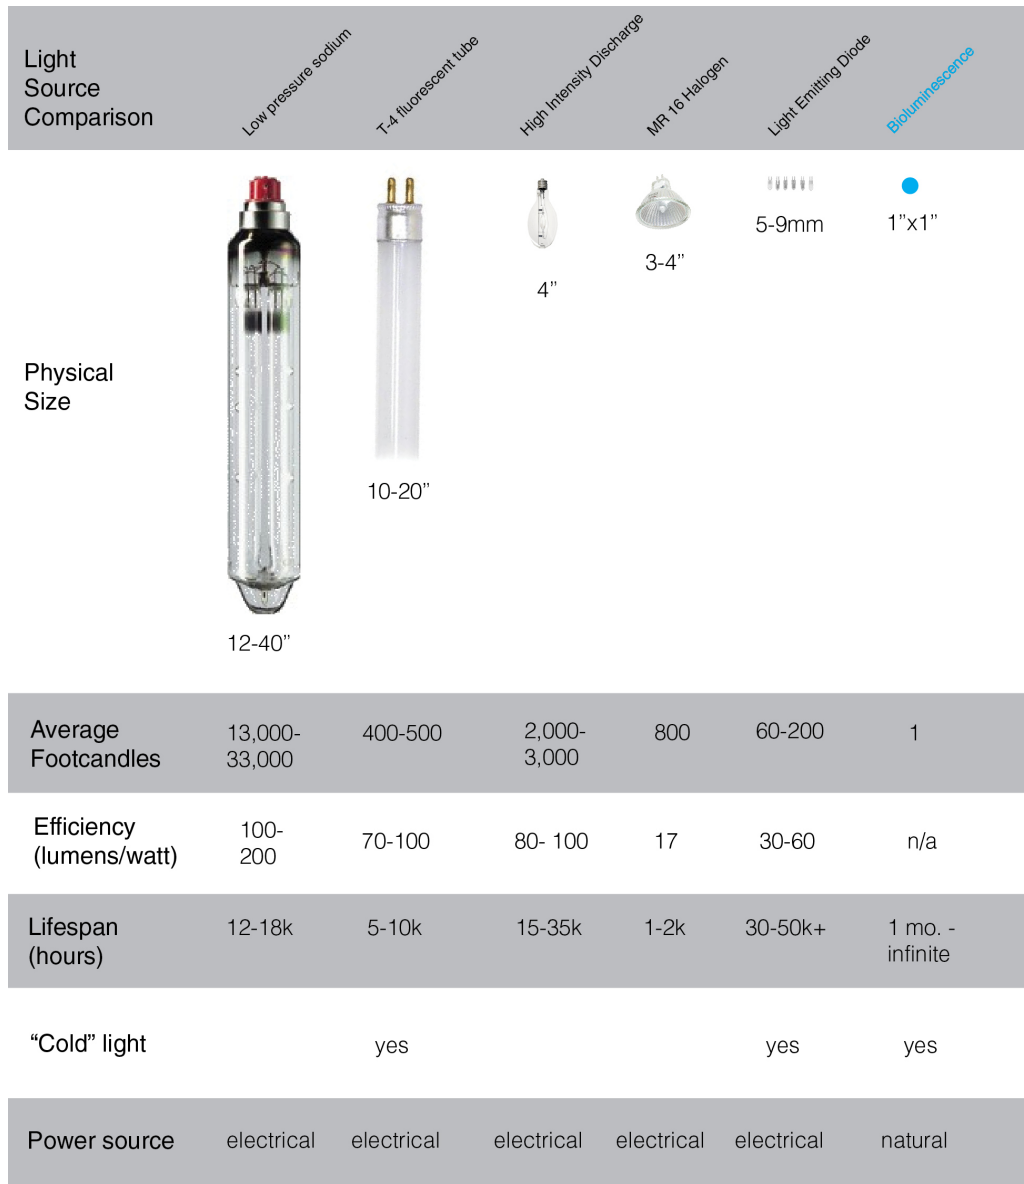 Light
Source
Comparison
Low pressure sodium
T-4 fluorescent tube
High Intensity Discharge
MR 16 Halogen
Light Emitting Diode
Bioluminescence
Physical
Size
12-40”
10-20”
4”
3-4”
5-9mm
1”x1”
Average
Footcandles
13,000-
33,000
400-500
2,000-
3,000
800
60-200
1
Efficiency
(lumens/watt)
100-
200
70-100
80- 100
17
30-60
n/a
Lifespan
(hours)
12-18k
5-10k
15-35k
1-2k
30-50k+
1 mo. -
infinite
“Cold” light
yes
yes
yes
Power source
electrical
electrical
electrical
electrical
electrical
natural